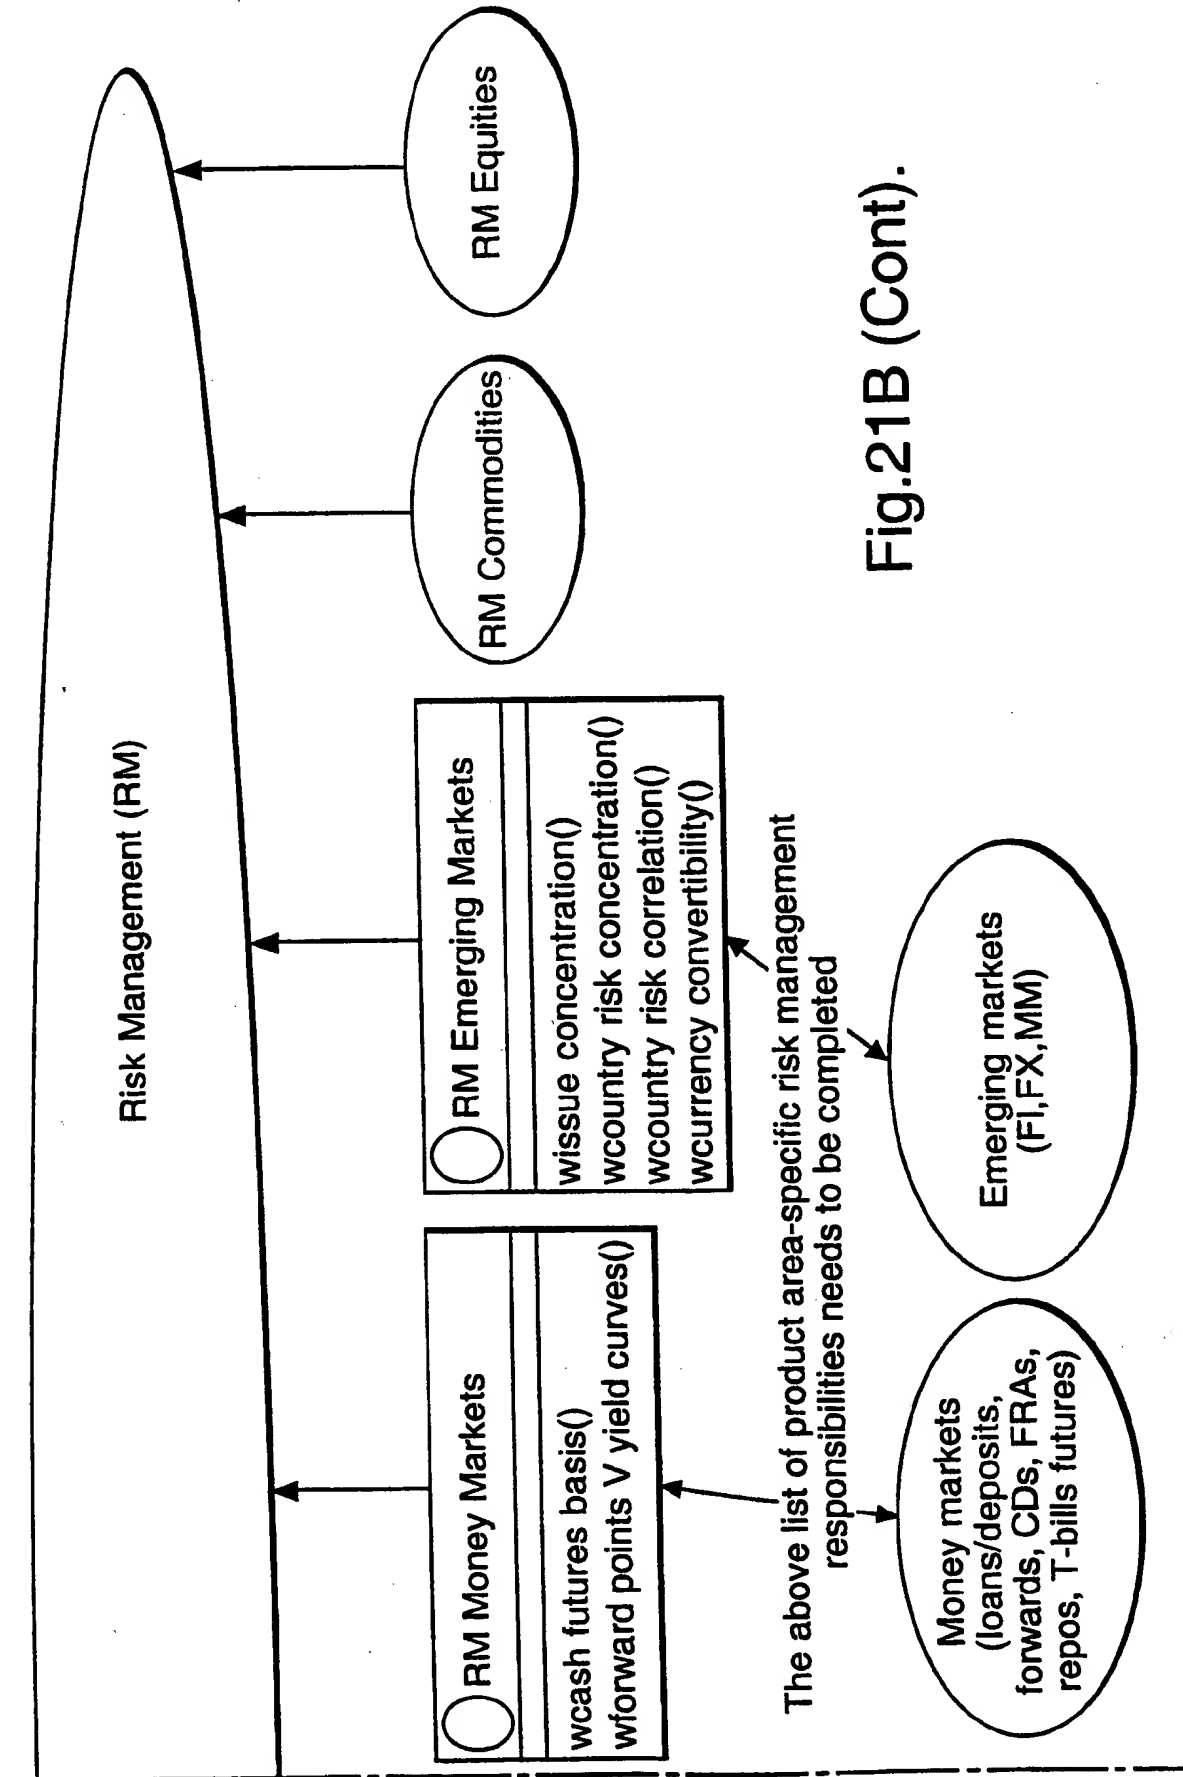 Risk Management (RM)
RM Money Markets
wcash futures basis()
wforward points V yield curves()
RM Emerging Markets
wissue concentration()
wcountry risk concentration()
wcountry risk correlation()
wcurrency convertibility()
RM Commodities
RM Equities
The above list of product area-specific risk management
responsibilities needs to be completed
Money markets
(loans/deposits,
forwards, CDs, FRAs,
repos, T-bills futures)
Emerging markets
(FI,FX,MM)
Fig.21B (Cont).